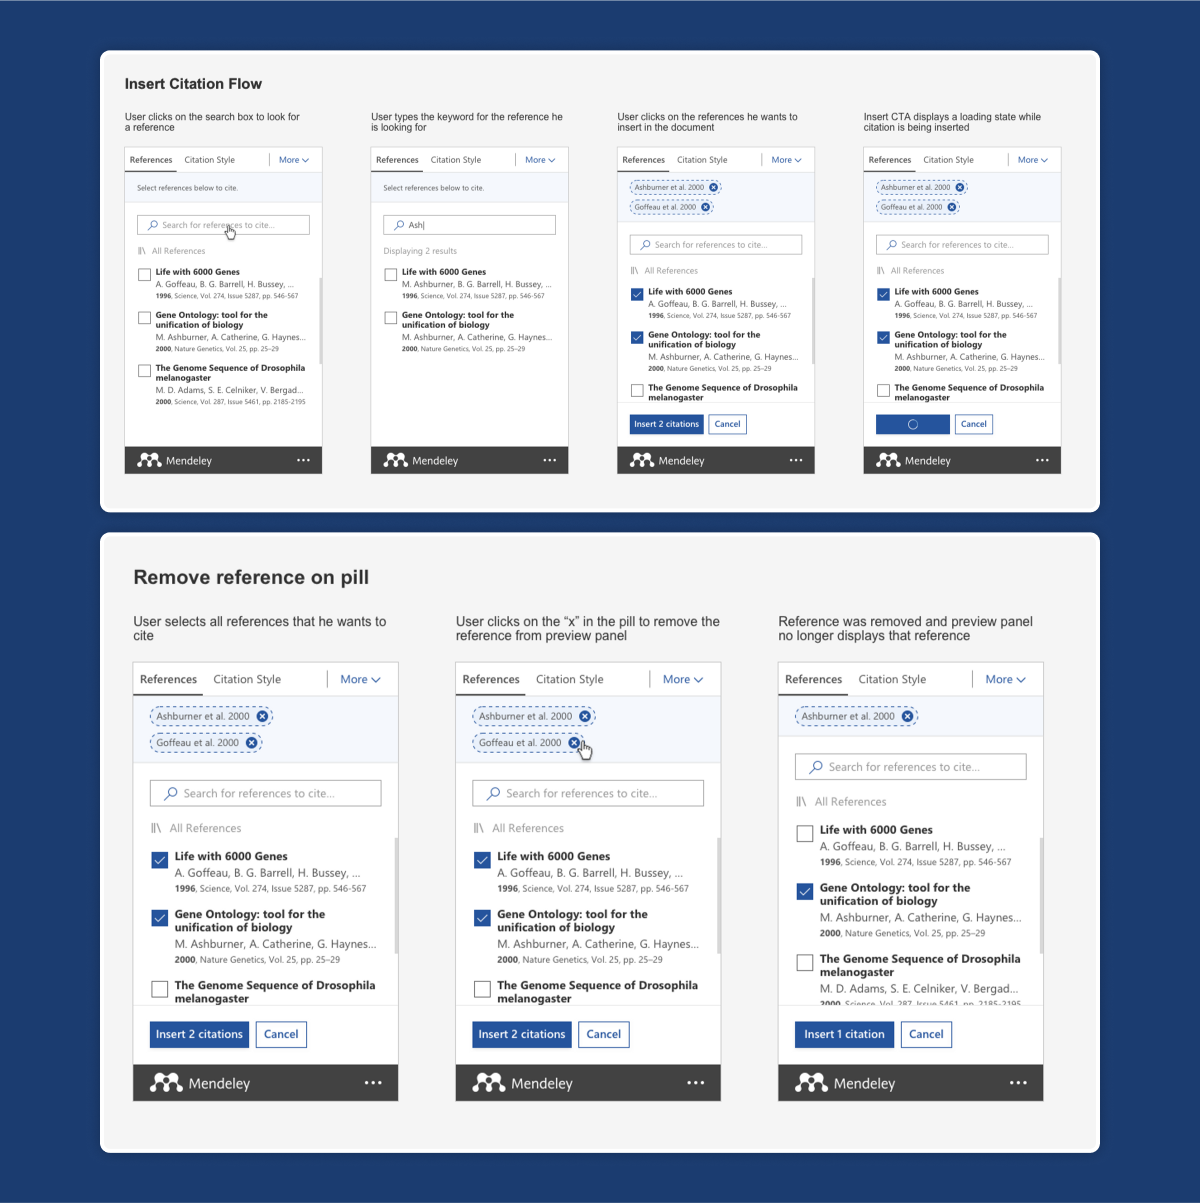 Insert Citation Flow
User clicks on the search box to look for
a reference
References Citation Style More
Select references below to cite.
Search for references to cite...
All References
Life with 6000 Genes
A. Goffeau, B. G. Barrell, H. Bussey, ...
1996, Science, Vol. 274, Issue 5287, pp. 546-567
Gene Ontology: tool for the
unification of biology
M. Ashburner, A. Catherine, G. Haynes...
2000, Nature Genetics, Vol. 25, pp. 25–29
The Genome Sequence of Drosophila
melanogaster
M. D. Adams, S. E. Celniker, V. Bergad...
2000, Science, Vol. 287, Issue 5461, pp. 2185-2195
Mendeley
User types the keyword for the reference he
is looking for
References Citation Style More
Select references below to cite.
Ash
Displaying 2 results
Life with 6000 Genes
M. Ashburner, B. G. Barrell, H. Bussey, ...
1996, Science, Vol. 274, Issue 5287, pp. 546-567
Gene Ontology: tool for the
unification of biology
M. Ashburner, A. Catherine, G. Haynes...
2000, Nature Genetics, Vol. 25, pp. 25–29
Mendeley
User clicks on the references he wants to
insert in the document
References Citation Style More
Ashburner et al. 2000
Goffeau et al. 2000
Search for references to cite...
All References
Life with 6000 Genes
A. Goffeau, B. G. Barrell, H. Bussey, ...
1996, Science, Vol. 274, Issue 5287, pp. 546-567
Gene Ontology: tool for the
unification of biology
M. Ashburner, A. Catherine, G. Haynes...
2000, Nature Genetics, Vol. 25, pp. 25–29
The Genome Sequence of Drosophila
melanogaster
Insert 2 citations Cancel
Mendeley
Insert CTA displays a loading state while
citation is being inserted
References Citation Style More
Ashburner et al. 2000
Goffeau et al. 2000
Search for references to cite...
All References
Life with 6000 Genes
A. Goffeau, B. G. Barrell, H. Bussey, ...
1996, Science, Vol. 274, Issue 5287, pp. 546-567
Gene Ontology: tool for the
unification of biology
M. Ashburner, A. Catherine, G. Haynes...
2000, Nature Genetics, Vol. 25, pp. 25–29
The Genome Sequence of Drosophila
melanogaster
Cancel
Mendeley
Remove reference on pill
User selects all references that he wants to
cite
References Citation Style More
Ashburner et al. 2000
Goffeau et al. 2000
Search for references to cite...
All References
Life with 6000 Genes
A. Goffeau, B. G. Barrell, H. Bussey, ...
1996, Science, Vol. 274, Issue 5287, pp. 546-567
Gene Ontology: tool for the
unification of biology
M. Ashburner, A. Catherine, G. Haynes...
2000, Nature Genetics, Vol. 25, pp. 25–29
The Genome Sequence of Drosophila
melanogaster
Insert 2 citations Cancel
Mendeley
User clicks on the “x” in the pill to remove the
reference from preview panel
References Citation Style More
Ashburner et al. 2000
Goffeau et al. 2000
Search for references to cite...
All References
Life with 6000 Genes
A. Goffeau, B. G. Barrell, H. Bussey, ...
1996, Science, Vol. 274, Issue 5287, pp. 546-567
Gene Ontology: tool for the
unification of biology
M. Ashburner, A. Catherine, G. Haynes...
2000, Nature Genetics, Vol. 25, pp. 25–29
The Genome Sequence of Drosophila
melanogaster
Insert 2 citations Cancel
Mendeley
Reference was removed and preview panel
no longer displays that reference
References Citation Style More
Ashburner et al. 2000
Search for references to cite...
All References
Life with 6000 Genes
A. Goffeau, B. G. Barrell, H. Bussey, ...
1996, Science, Vol. 274, Issue 5287, pp. 546-567
Gene Ontology: tool for the
unification of biology
M. Ashburner, A. Catherine, G. Haynes...
2000, Nature Genetics, Vol. 25, pp. 25–29
The Genome Sequence of Drosophila
melanogaster
M. D. Adams, S. E. Celniker, V. Bergad...
2000, Science, Vol. 287, Issue 5461, pp. 2185-2195
Insert 1 citation Cancel
Mendeley